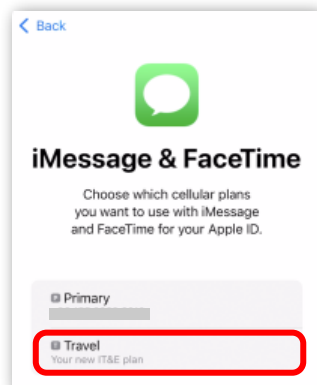 Back
iMessage & FaceTime
Choose which cellular plans
you want to use with iMessage
and FaceTime for your Apple ID.
P Primary
T Travel
Your new IT&E plan